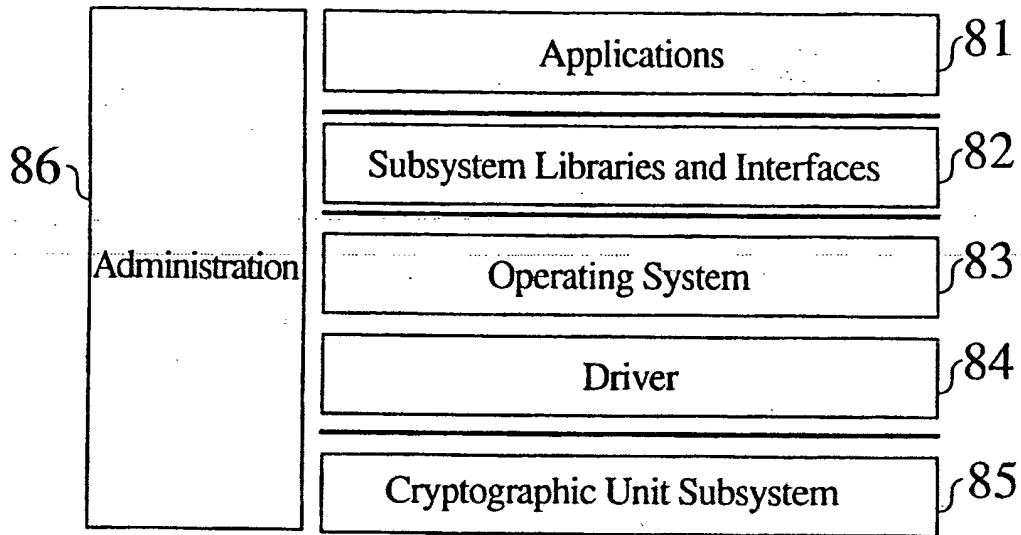 Applications 81
Subsystem Libraries and Interfaces 82
86
Administration
Operating System 83
Driver 84
Cryptographic Unit Subsystem 85